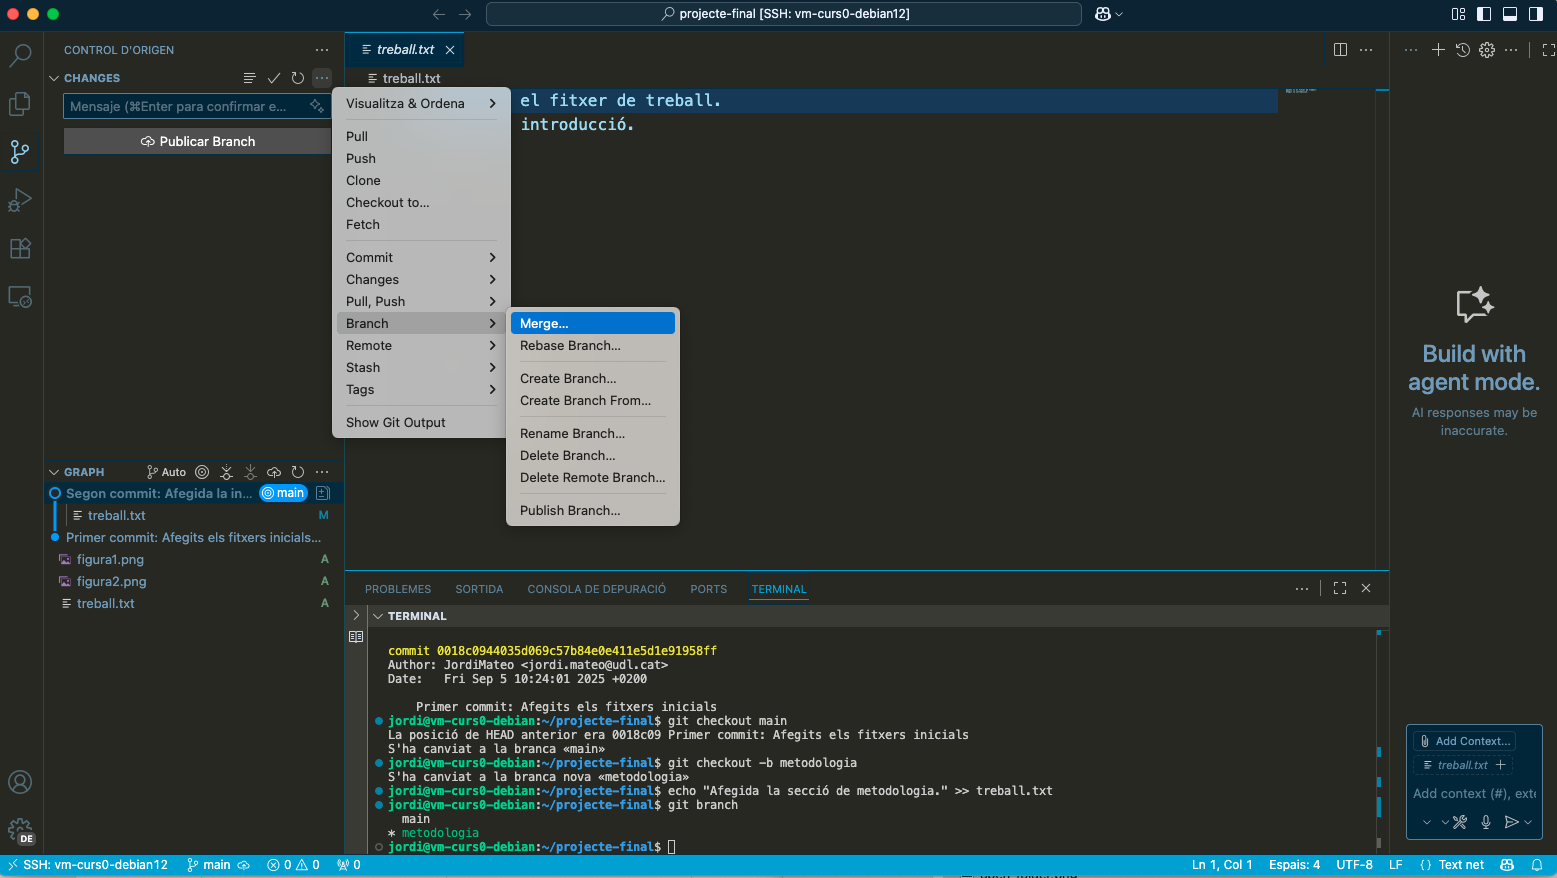 projecte-final [SSH: vm-curs0-debian12]
CONTROL D'ORIGEN
CHANGES
Mensaje (⌘Enter para confirmar e...
Publicar Branch
treball.txt
treball.txt
el fitxer de treball.
introducció.
Visualitza & Ordena
Pull
Push
Clone
Checkout to...
Fetch
Commit
Changes
Pull, Push
Branch
Remote
Stash
Tags
Show Git Output
Merge...
Rebase Branch...
Create Branch...
Create Branch From...
Rename Branch...
Delete Branch...
Delete Remote Branch...
Publish Branch...
GRAPH
Auto
Segon commit: Afegida la in... main
treball.txt M
Primer commit: Afegits els fitxers inicials...
figura1.png A
figura2.png A
treball.txt A
PROBLEMES SORTIDA CONSOLA DE DEPURACIÓ PORTS TERMINAL
TERMINAL
commit 0018c0944035d069c57b84e0e411e5d1e91958ff
Author: JordiMateo <jordi.mateo@udl.cat>
Date: Fri Sep 5 10:24:01 2025 +0200
Primer commit: Afegits els fitxers inicials
jordi@vm-curs0-debian:~/projecte-final$ git checkout main
La posició de HEAD anterior era 0018c09 Primer commit: Afegits els fitxers inicials
S'ha canviat a la branca «main»
jordi@vm-curs0-debian:~/projecte-final$ git checkout -b metodologia
S'ha canviat a la branca nova «metodologia»
jordi@vm-curs0-debian:~/projecte-final$ echo "Afegida la secció de metodologia." >> treball.txt
jordi@vm-curs0-debian:~/projecte-final$ git branch
main
* metodologia
jordi@vm-curs0-debian:~/projecte-final$
Build with
agent mode.
AI responses may be
inaccurate.
Add Context...
treball.txt
Add context (#), exte
DE
SSH: vm-curs0-debian12 main 0 0 0 Ln 1, Col 1 Espais: 4 UTF-8 LF {} Text net